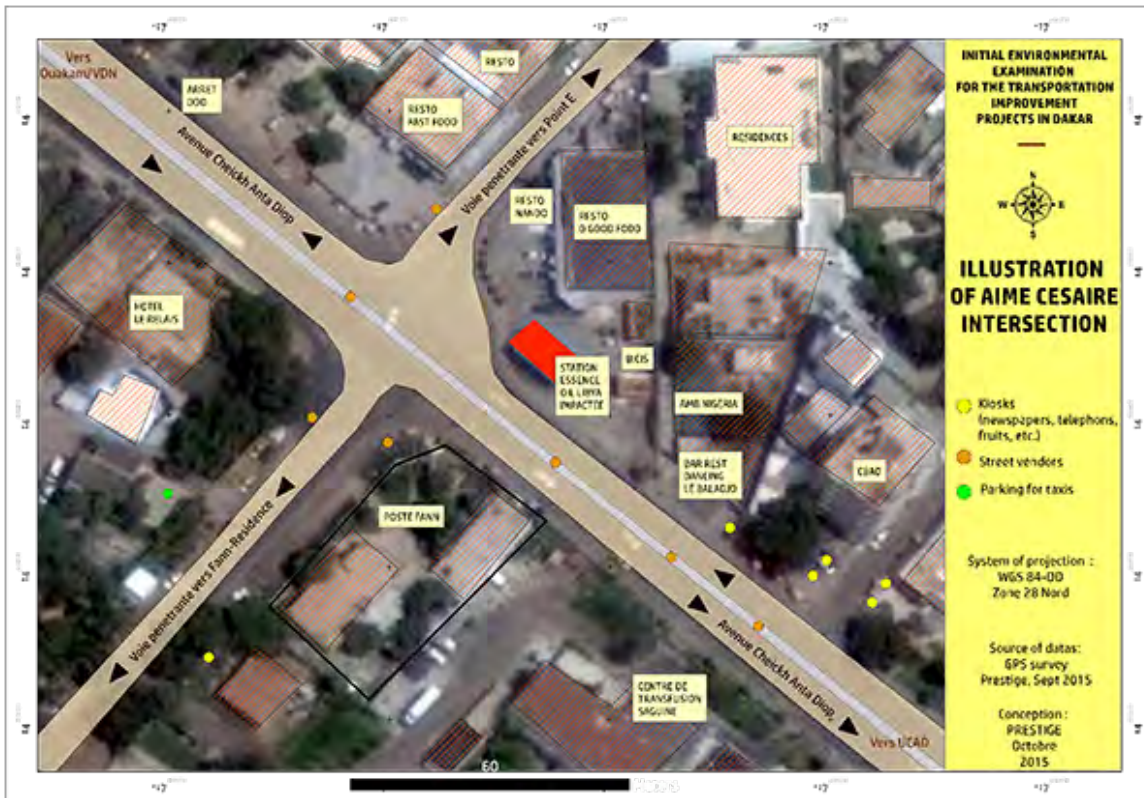 Vers
Ouakam/VDN
ARRET
DDD
Avenue Cheickh Anta Diop
RESTO
FAST FOOD
RESTO
Voie penetrante vers Point E
RESIDENCES
RESTO
NANDO
RESTO
D GOOD FOOD
HOTEL
LE RELAIS
STATION
ESSENCE
OIL LIBYA
IMPACTEE
BICIS
AMB NIGERIA
BAR REST
DANCING
LE BALADJO
CBAO
POSTE FANN
Voie penetrante vers Fann-Residence
CENTRE DE
TRANSFUSION
SAGUINE
Avenue Cheickh Anta Diop,
Vers UCAD
60
INITIAL ENVIRONMENTAL
EXAMINATION
FOR THE TRANSPORTATION
IMPROVEMENT
PROJECTS IN DAKAR
N
W E
S
ILLUSTRATION
OF AIME CESAIRE
INTERSECTION
Kiosks
(newspapers, telephons,
fruits, etc.)
Street vendors
Parking for taxis
System of projection :
WGS 84-DD
Zone 28 Nord
Source of datas:
GPS survey
Prestige, Sept 2015
Conception :
PRESTIGE
Octobre
2015